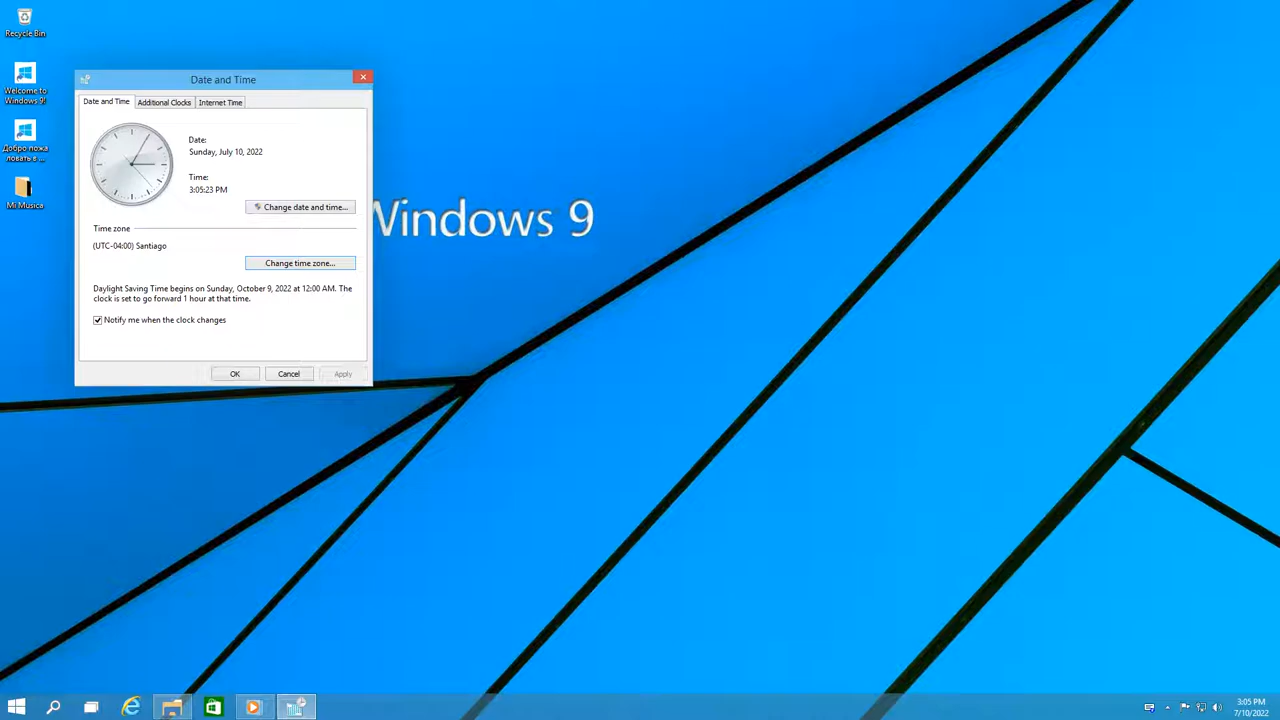 Recycle Bin
Welcome to
Windows 9!
Добро пожа
ловать в ...
Mi Musica
Date and Time
Date and Time
Additional Clocks
Internet Time
Date:
Sunday, July 10, 2022
Time:
3:05:23 PM
Change date and time...
Time zone
(UTC-04:00) Santiago
Change time zone...
Daylight Saving Time begins on Sunday, October 9, 2022 at 12:00 AM. The
clock is set to go forward 1 hour at that time.
Notify me when the clock changes
OK
Cancel
Apply
Windows 9
3:05 PM
7/10/2022